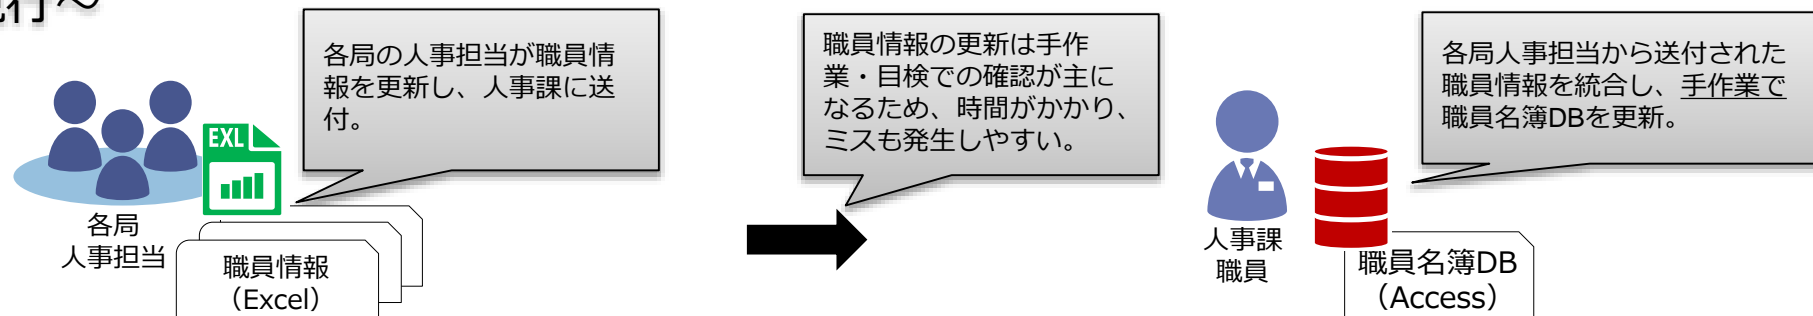 行～
各局の人事担当が職員情
報を更新し、人事課に送
付。
EXL
各局
人事担当
職員情報
（Excel）
職員情報の更新は手作
業・目検での確認が主に
なるため、時間がかかり、
ミスも発生しやすい。
各局人事担当から送付された
職員情報を統合し、手作業で
職員名簿DBを更新。
人事課
職員
職員名簿DB
（Access）